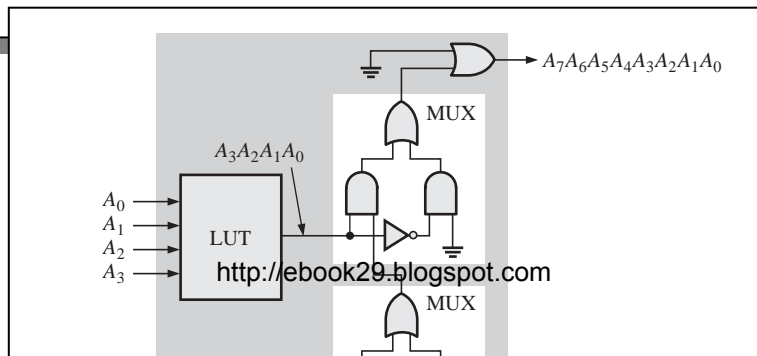 A₇A₆A₅A₄A₃A₂A₁A₀
MUX
A₃A₂A₁A₀
A₀
A₁
LUT
A₂
A₃
http://ebook29.blogspot.com
MUX